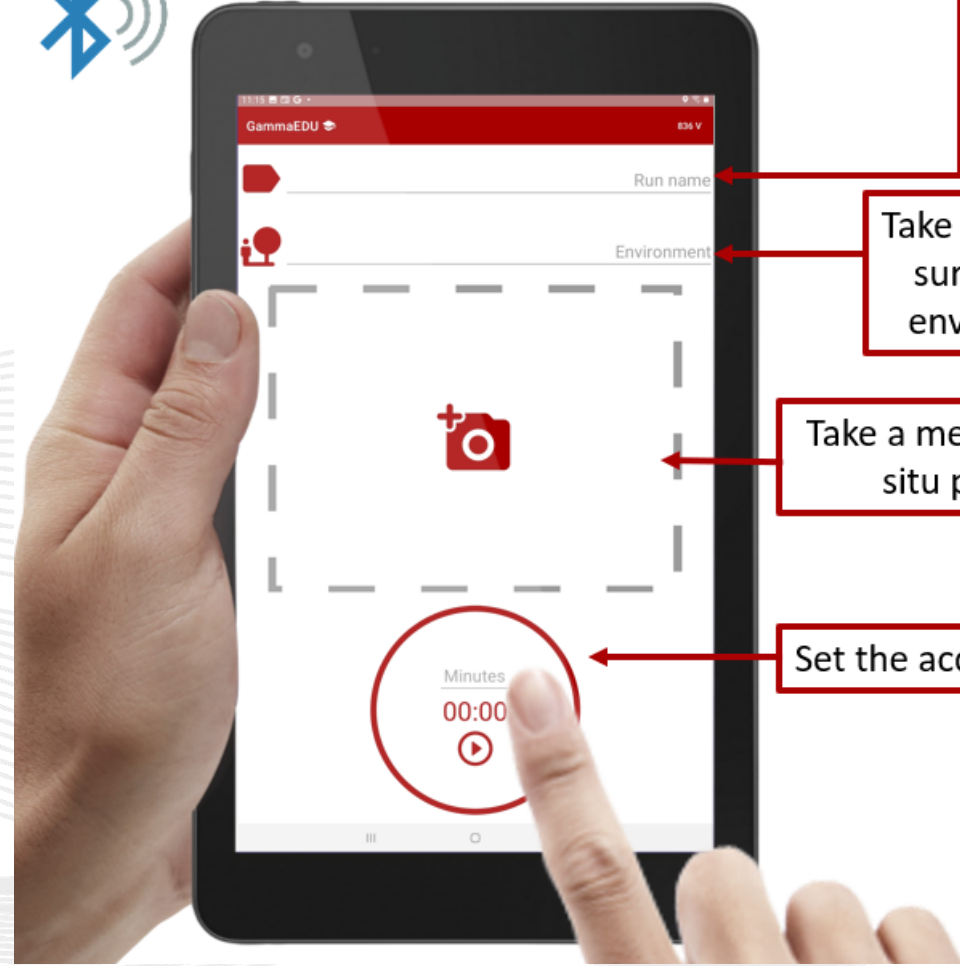 11:15
GammaEDU
836 V
Run name
Environment
Take
sur
env
Take a me
situ p
Set the acc
Minutes
00:00